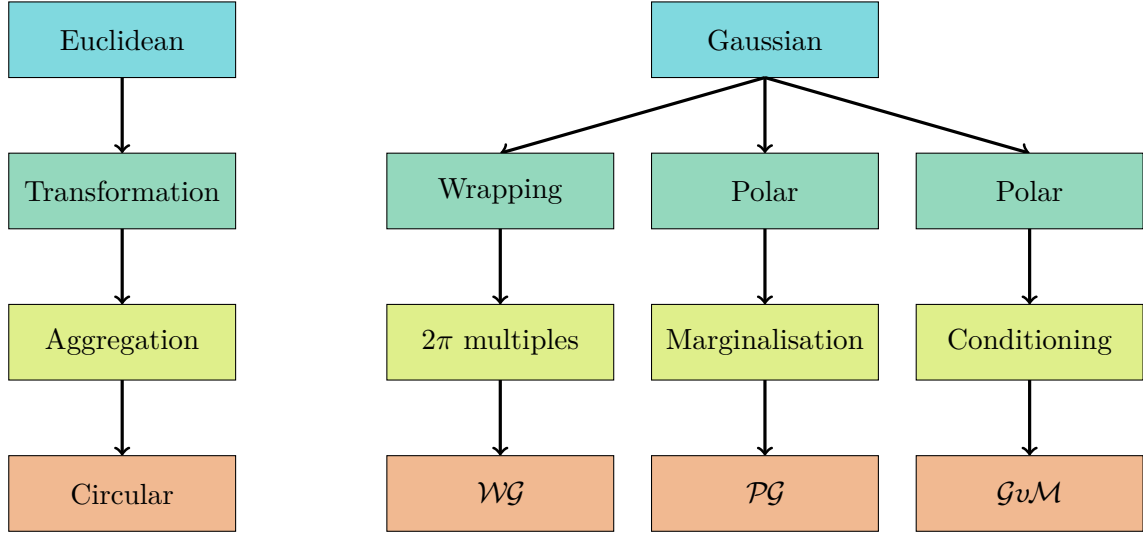 Euclidean
Gaussian
Transformation
Wrapping
Polar
Polar
Aggregation
2π multiples
Marginalisation
Conditioning
Circular
𝒲𝒢
𝒫𝒢
𝒢vℳ